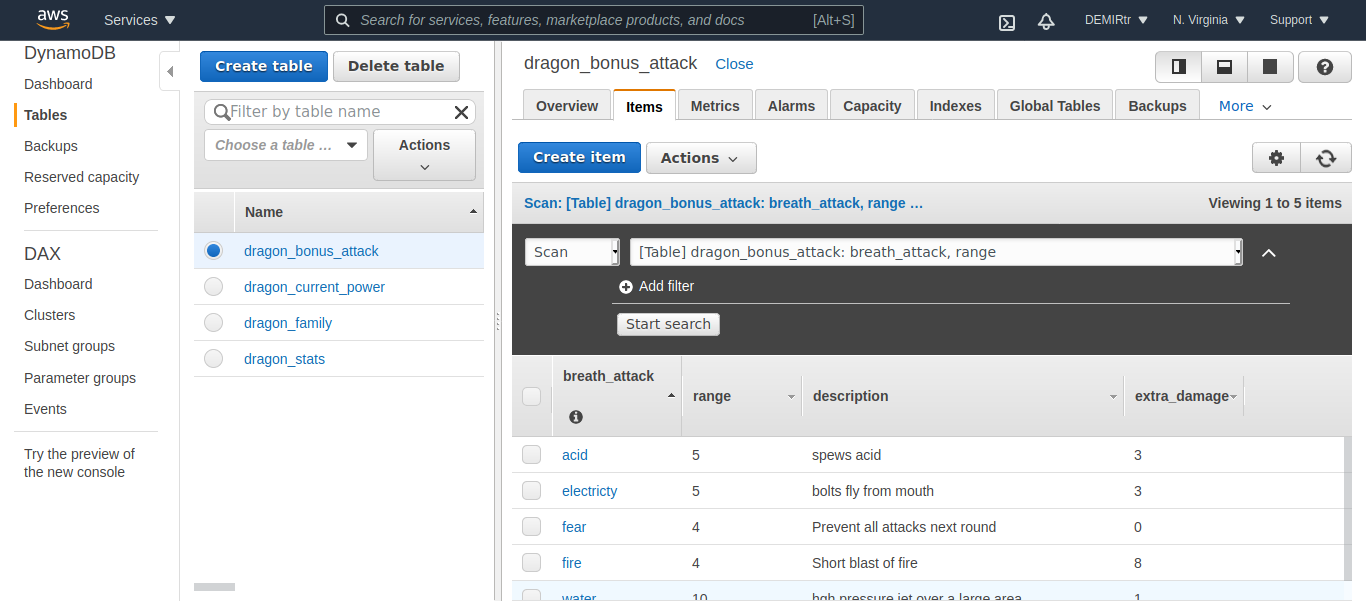 aws
Services
Search for services, features, marketplace products, and docs [Alt+S]
DEMIRtr
N. Virginia
Support
DynamoDB
Dashboard
Tables
Backups
Reserved capacity
Preferences
DAX
Dashboard
Clusters
Subnet groups
Parameter groups
Events
Try the preview of
the new console
Create table Delete table
Filter by table name
Choose a table ...
Actions
Name
dragon_bonus_attack
dragon_current_power
dragon_family
dragon_stats
dragon_bonus_attack Close
Overview Items Metrics Alarms Capacity Indexes Global Tables Backups More
Create item Actions
Scan: [Table] dragon_bonus_attack: breath_attack, range ...
Viewing 1 to 5 items
Scan [Table] dragon_bonus_attack: breath_attack, range
Add filter
Start search
breath_attack range description extra_damage
acid 5 spews acid 3
electricty 5 bolts fly from mouth 3
fear 4 Prevent all attacks next round 0
fire 4 Short blast of fire 8
water 10 hgh pressure jet over a large area 1